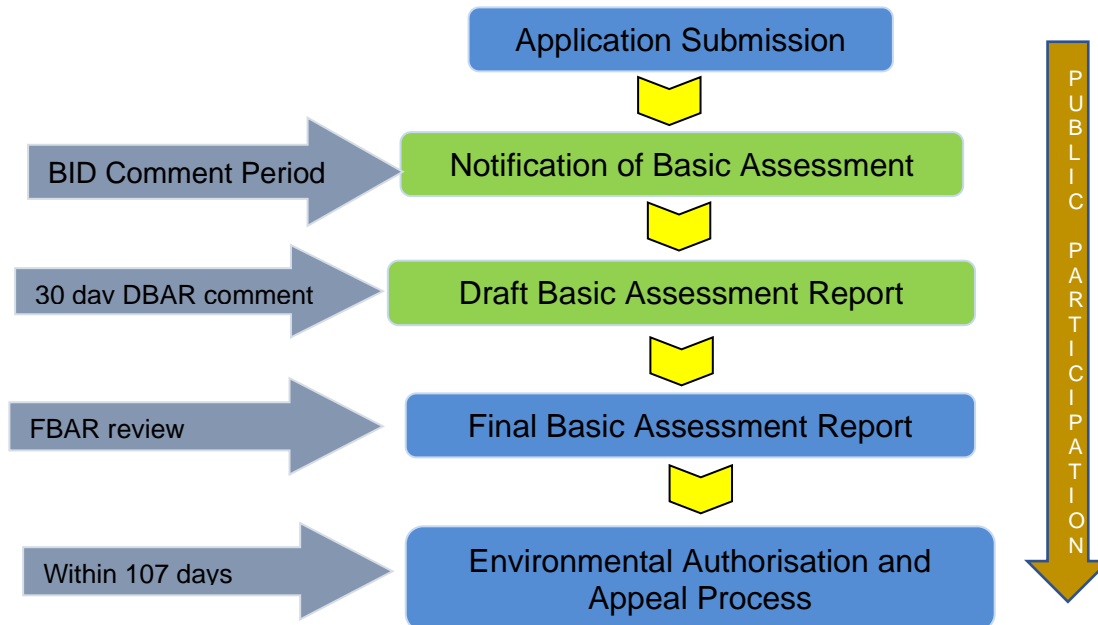 Application Submission
BID Comment Period
Notification of Basic Assessment
30 dav DBAR comment
Draft Basic Assessment Report
FBAR review
Final Basic Assessment Report
Within 107 days
Environmental Authorisation and
Appeal Process
PUBLIC PARTICIPATION